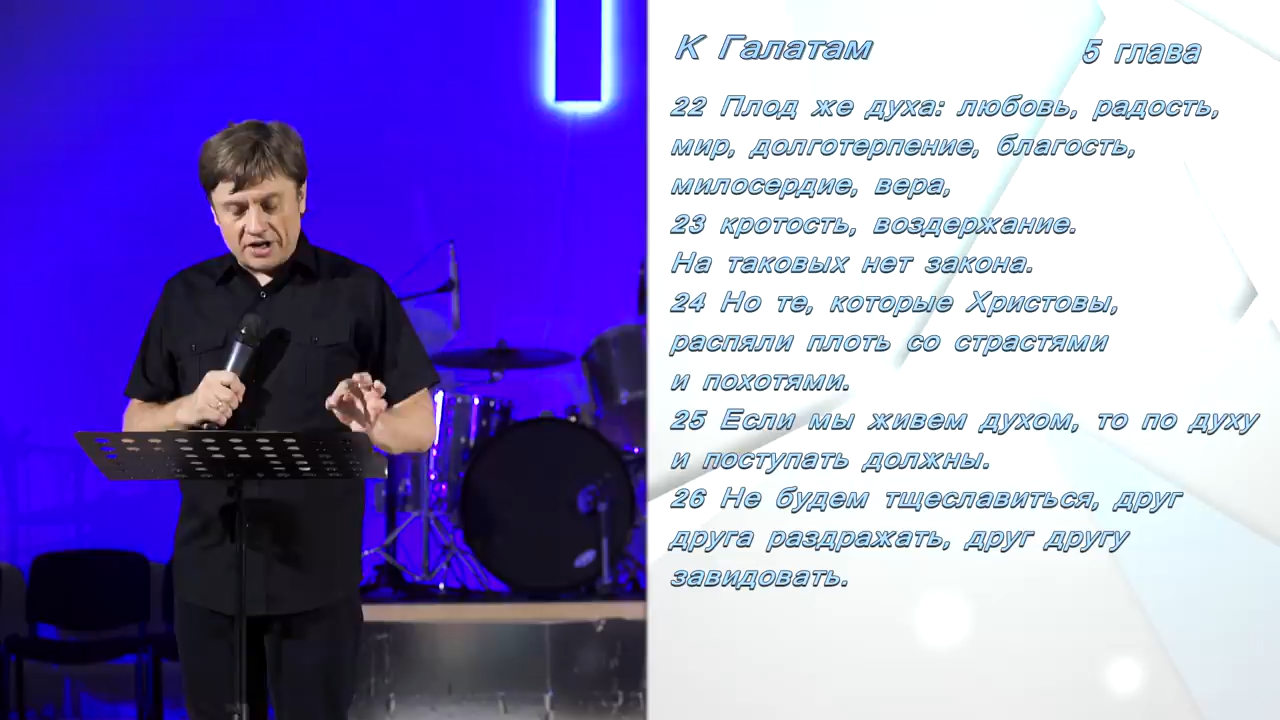 К Галатам 5 глава
22 Плод же духа: любовь, радость,
мир, долготерпение, благость,
милосердие, вера,
23 кротость, воздержание.
На таковых нет закона.
24 Но те, которые Христовы,
распяли плоть со страстями
и похотями.
25 Если мы живем духом, то по духу
и поступать должны.
26 Не будем тщеславиться, друг
друга раздражать, друг другу
завидовать.